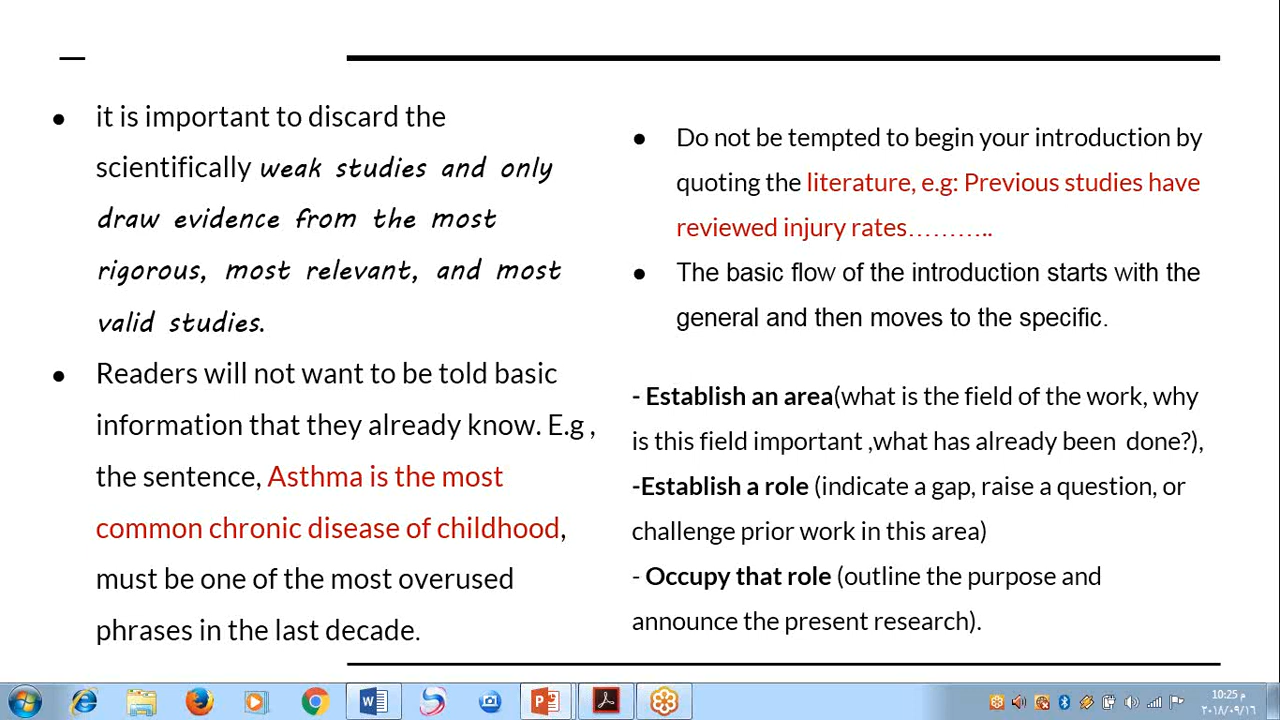 ● it is important to discard the
scientifically weak studies and only
draw evidence from the most
rigorous, most relevant, and most
valid studies.
● Readers will not want to be told basic
information that they already know. E.g ,
the sentence, Asthma is the most
common chronic disease of childhood,
must be one of the most overused
phrases in the last decade.
● Do not be tempted to begin your introduction by
quoting the literature, e.g: Previous studies have
reviewed injury rates………..
● The basic flow of the introduction starts with the
general and then moves to the specific.
- Establish an area(what is the field of the work, why
is this field important ,what has already been done?),
-Establish a role (indicate a gap, raise a question, or
challenge prior work in this area)
- Occupy that role (outline the purpose and
announce the present research).
10:25 م
٢٠١٨/٠٩/١٦